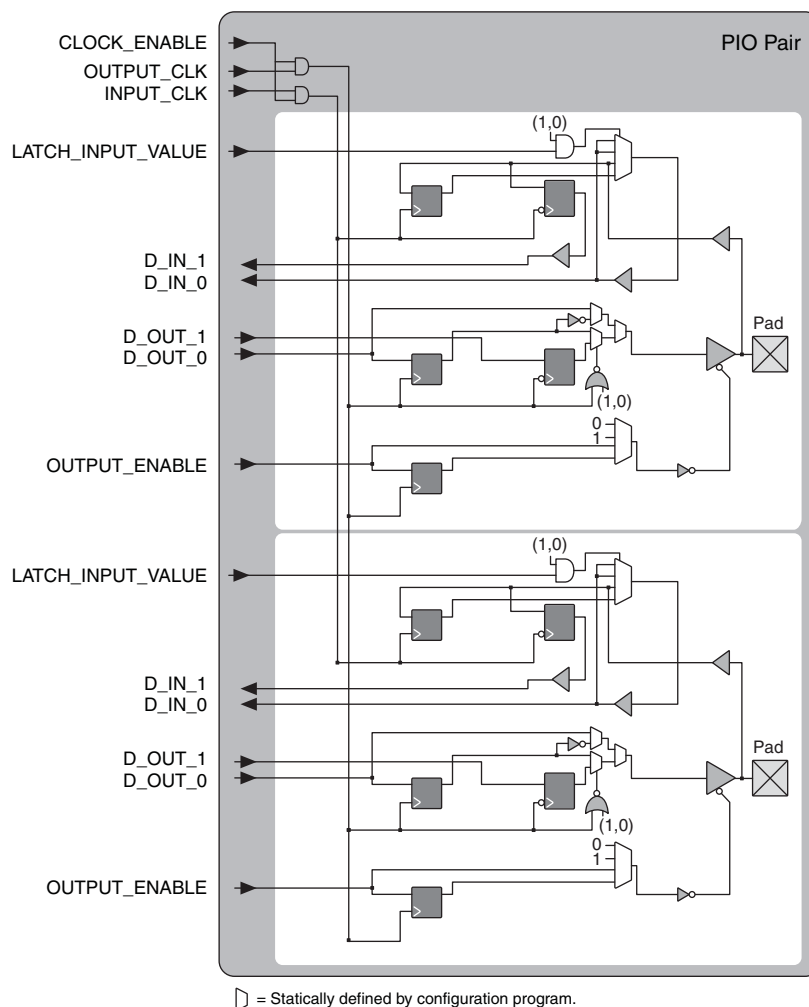 PIO Pair
CLOCK_ENABLE
OUTPUT_CLK
INPUT_CLK
(1,0)
LATCH_INPUT_VALUE
D_IN_1
D_IN_0
Pad
D_OUT_1
D_OUT_0
(1,0)
0
1
OUTPUT_ENABLE
(1,0)
LATCH_INPUT_VALUE
D_IN_1
D_IN_0
Pad
D_OUT_1
D_OUT_0
(1,0)
0
1
OUTPUT_ENABLE
= Statically defined by configuration program.